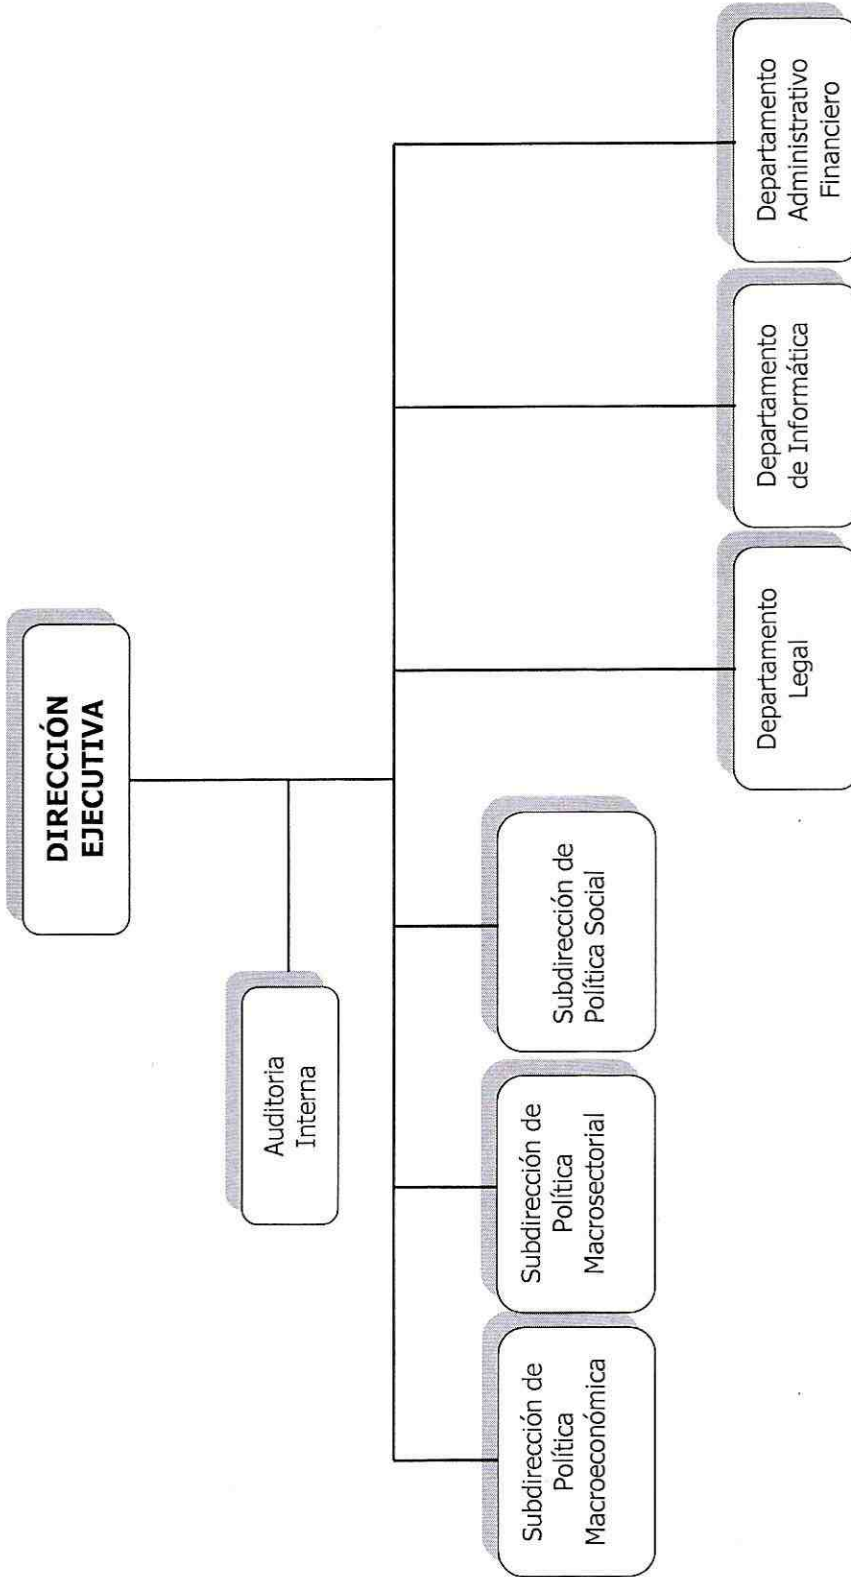 DIRECCIÓN
EJECUTIVA
Auditoria
Interna
Subdirección de
Política
Macroeconómica
Subdirección de
Política
Macrosectorial
Subdirección de
Política Social
Departamento
Legal
Departamento
de Informática
Departamento
Administrativo
Financiero